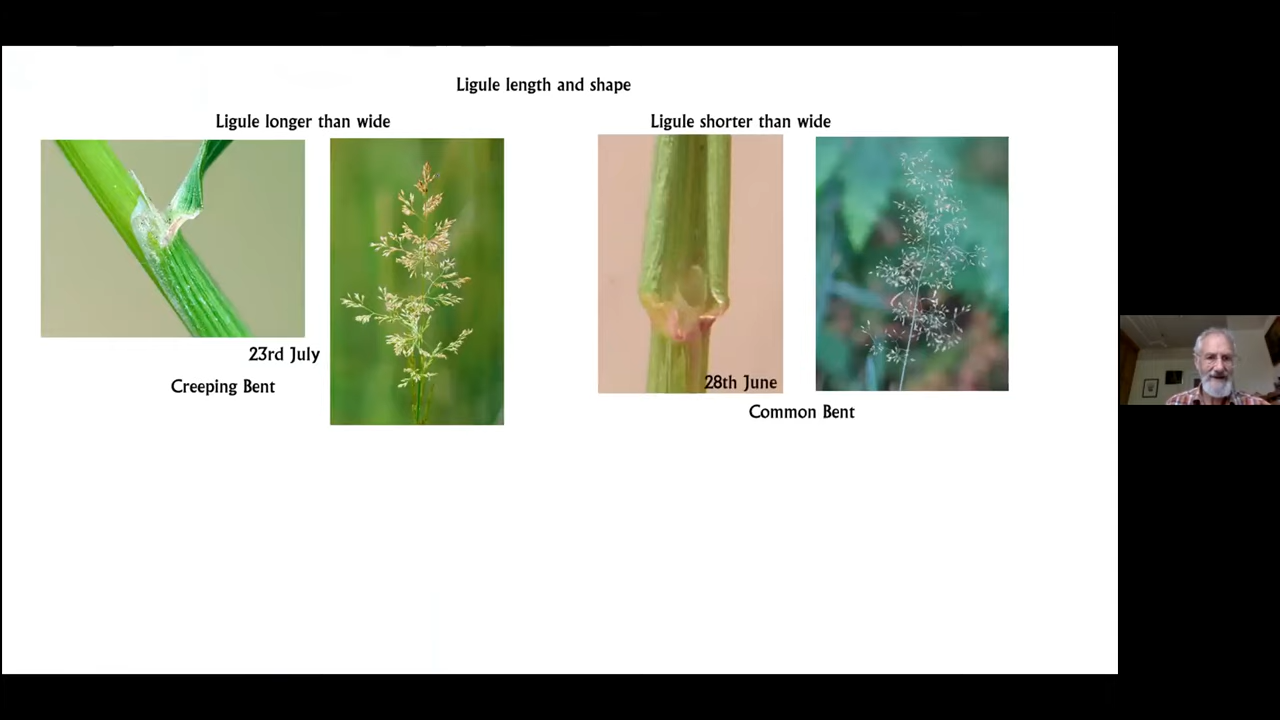 Ligule length and shape
Ligule longer than wide
Ligule shorter than wide
23rd July
Creeping Bent
28th June
Common Bent